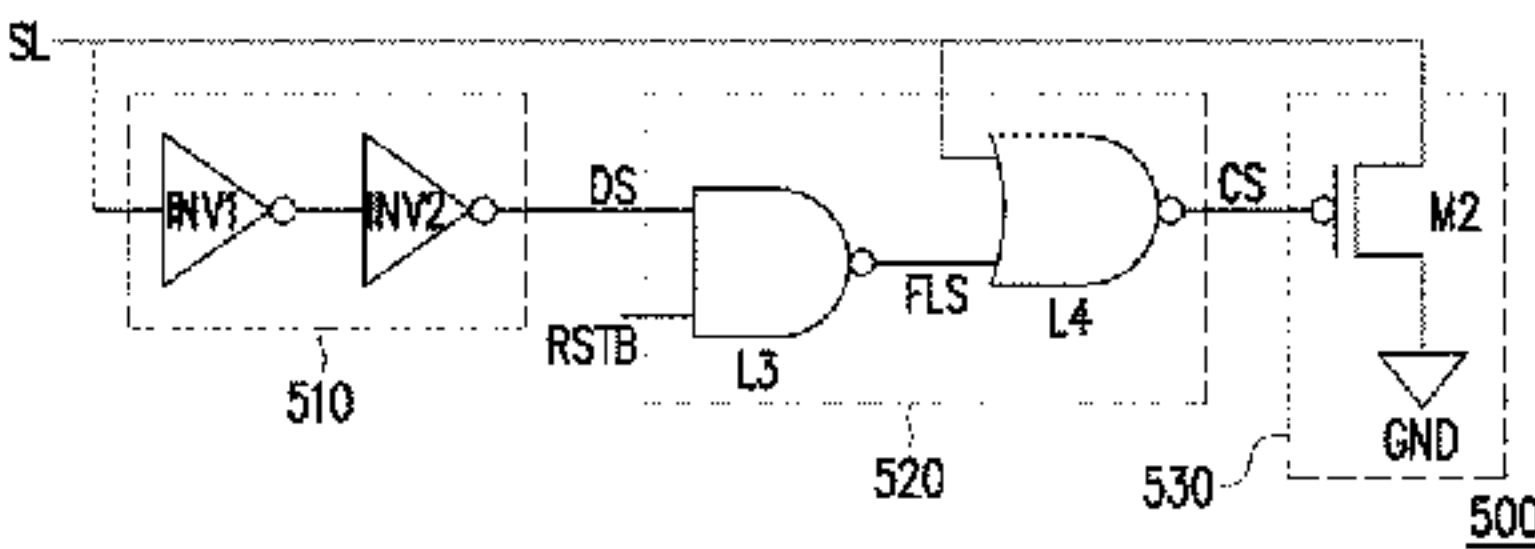 SL
INV1
INV2
DS
RSTB
L3
FLS
L4
CS
M2
GND
510
520
530
500